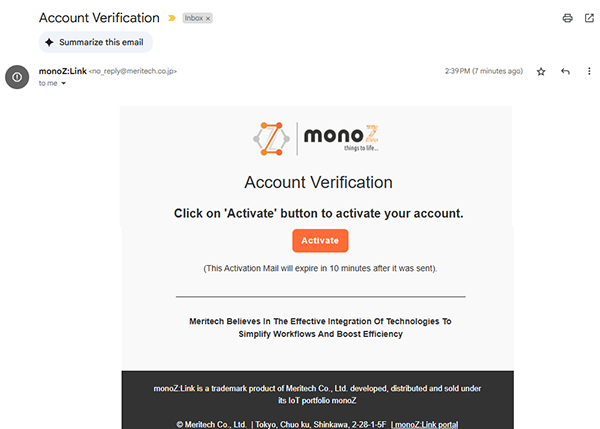 Account Verification
Inbox ×
Summarize this email
monoZ:Link <no_reply@meritech.co.jp>
2:39 PM (7 minutes ago)
to me
monoZ
things to life...
Account Verification
Click on 'Activate' button to activate your account.
Activate
(This Activation Mail will expire in 10 minutes after it was sent).
Meritech Believes In The Effective Integration Of Technologies To
Simplify Workflows And Boost Efficiency
monoZ:Link is a trademark product of Meritech Co., Ltd. developed, distributed and sold under
its IoT portfolio monoZ
© Meritech Co., Ltd. | Tokyo, Chuo ku, Shinkawa, 2-28-1-5F | monoZ:Link portal